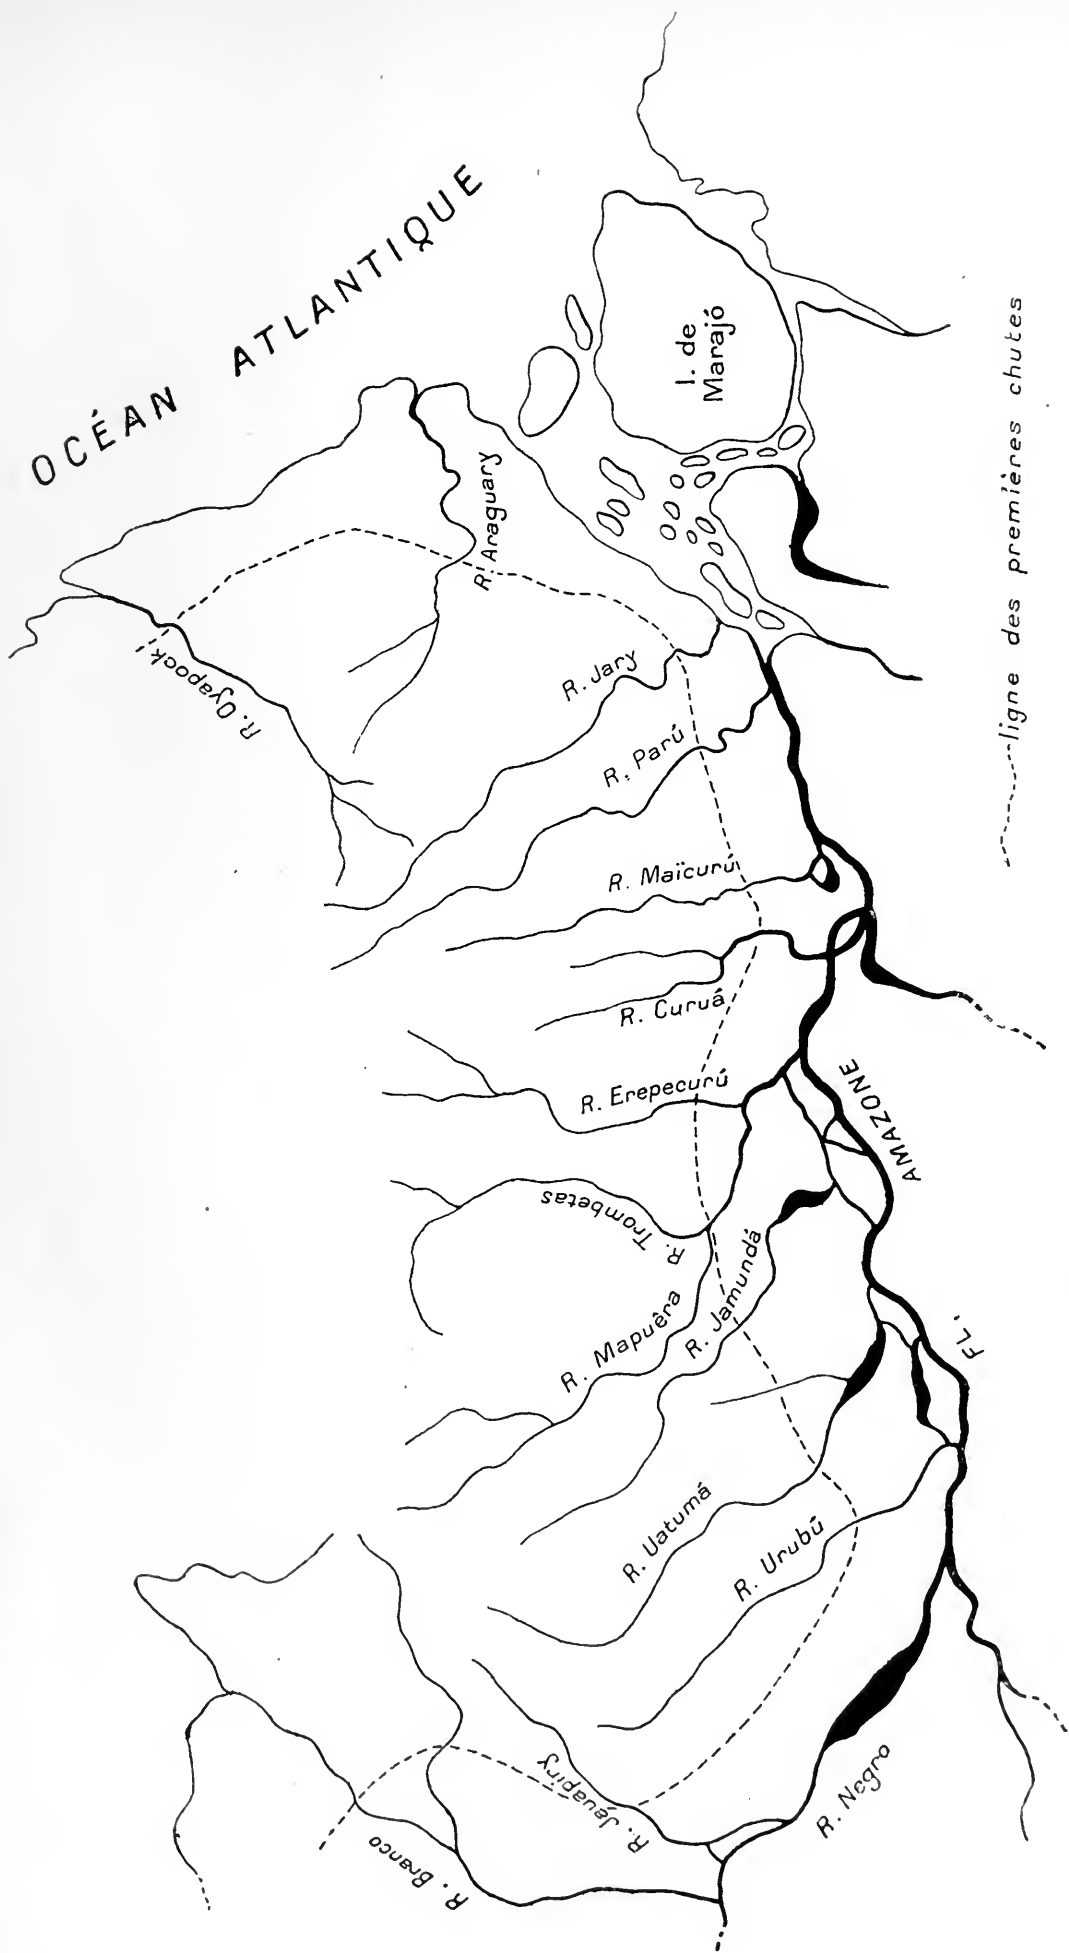 OCÉAN ATLANTIQUE
I. de
Marajó
R. Araguary
R. Oyapock
R. Jary
R. Parú
R. Maïcurú
R. Curuá
R. Erepecurú
R. Trombetas
R. Mapuêra
R. Jamundá
AMAZONE
FL.
R. Uatumá
R. Urubú
R. Jauapiry
R. Negro
R. Branco
ligne des premières chutes